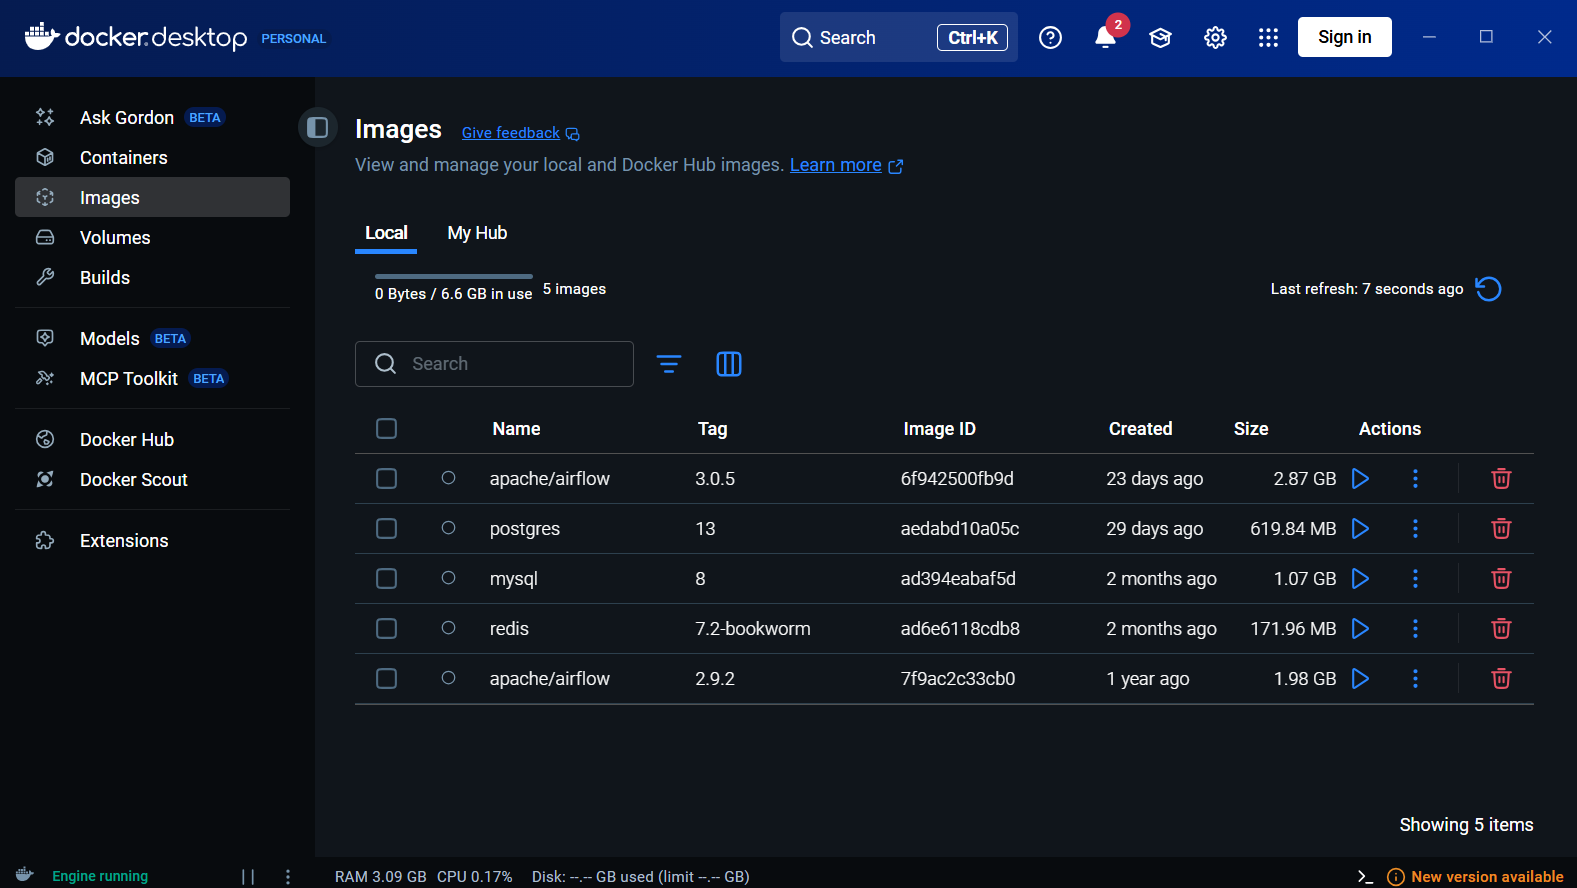 docker.desktop PERSONAL
Search Ctrl+K
2
Sign in
Ask Gordon BETA
Containers
Images
Volumes
Builds
Models BETA
MCP Toolkit BETA
Docker Hub
Docker Scout
Extensions
Images Give feedback
View and manage your local and Docker Hub images. Learn more
Local My Hub
0 Bytes / 6.6 GB in use 5 images
Last refresh: 7 seconds ago
Search
Name Tag Image ID Created Size Actions
apache/airflow 3.0.5 6f942500fb9d 23 days ago 2.87 GB
postgres 13 aedabd10a05c 29 days ago 619.84 MB
mysql 8 ad394eabaf5d 2 months ago 1.07 GB
redis 7.2-bookworm ad6e6118cdb8 2 months ago 171.96 MB
apache/airflow 2.9.2 7f9ac2c33cb0 1 year ago 1.98 GB
Showing 5 items
Engine running
RAM 3.09 GB CPU 0.17% Disk: --.-- GB used (limit --.-- GB)
New version available